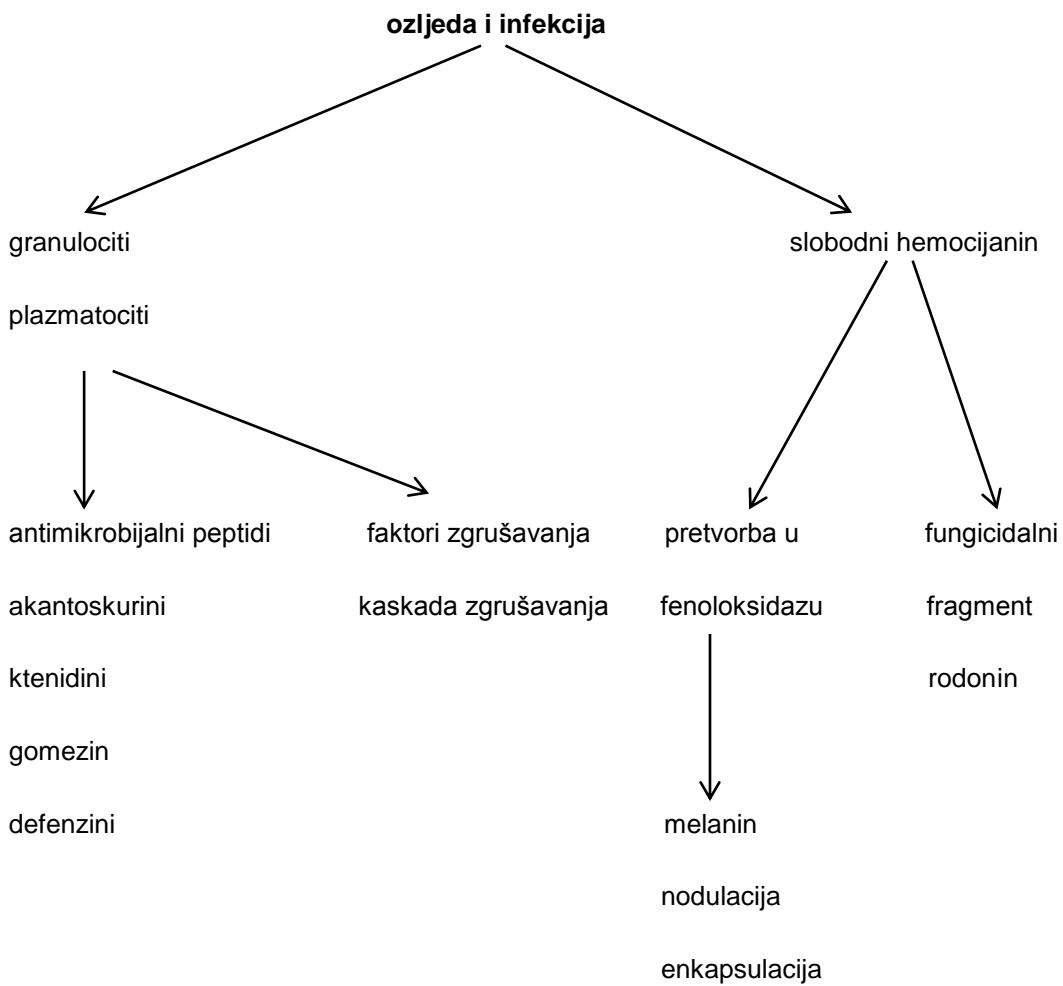 ozljeda i infekcija
granulociti
slobodni hemocijanin
plazmatociti
antimikrobijalni peptidi
faktori zgrušavanja
pretvorba u
fungicidalni
akantoskurini
kaskada zgrušavanja
fenoloksidazu
fragment
ktenidini
rodonin
gomezin
defenzini
melanin
nodulacija
enkapsulacija